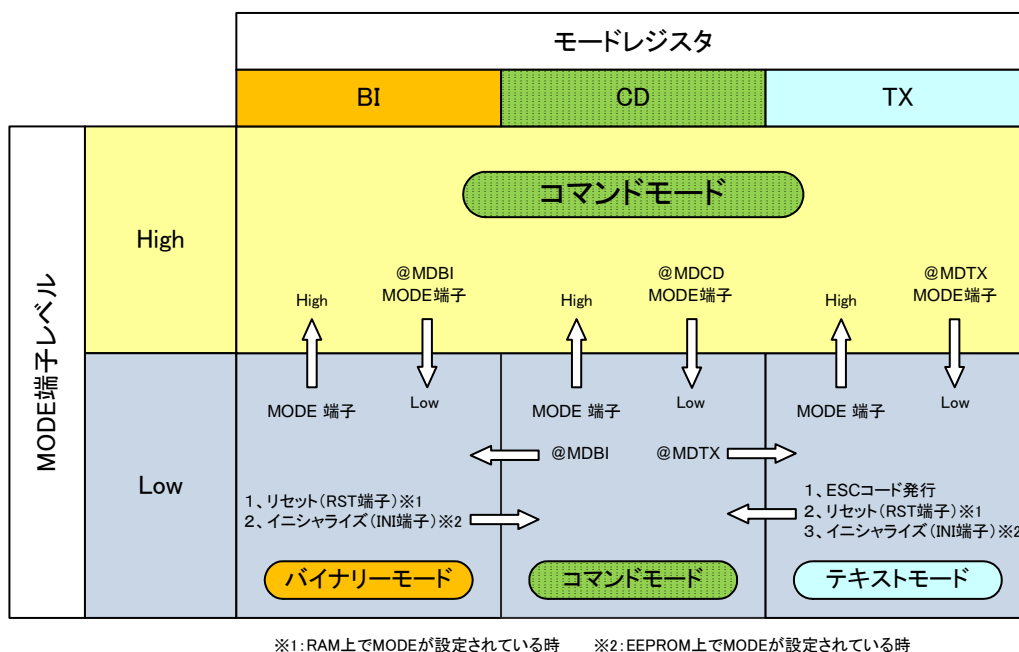 モードレジスタ
BI
CD
TX
MODE端子レベル
High
コマンドモード
High
@MDBI
MODE端子
High
@MDCD
MODE端子
High
@MDTX
MODE端子
Low
MODE 端子
Low
MODE 端子
Low
MODE 端子
Low
@MDBI
@MDTX
1、リセット(RST端子)※1
2、イニシャライズ(INI端子)※2
1、ESCコード発行
2、リセット(RST端子)※1
3、イニシャライズ(INI端子)※2
バイナリーモード
コマンドモード
テキストモード
※1:RAM上でMODEが設定されている時
※2:EEPROM上でMODEが設定されている時